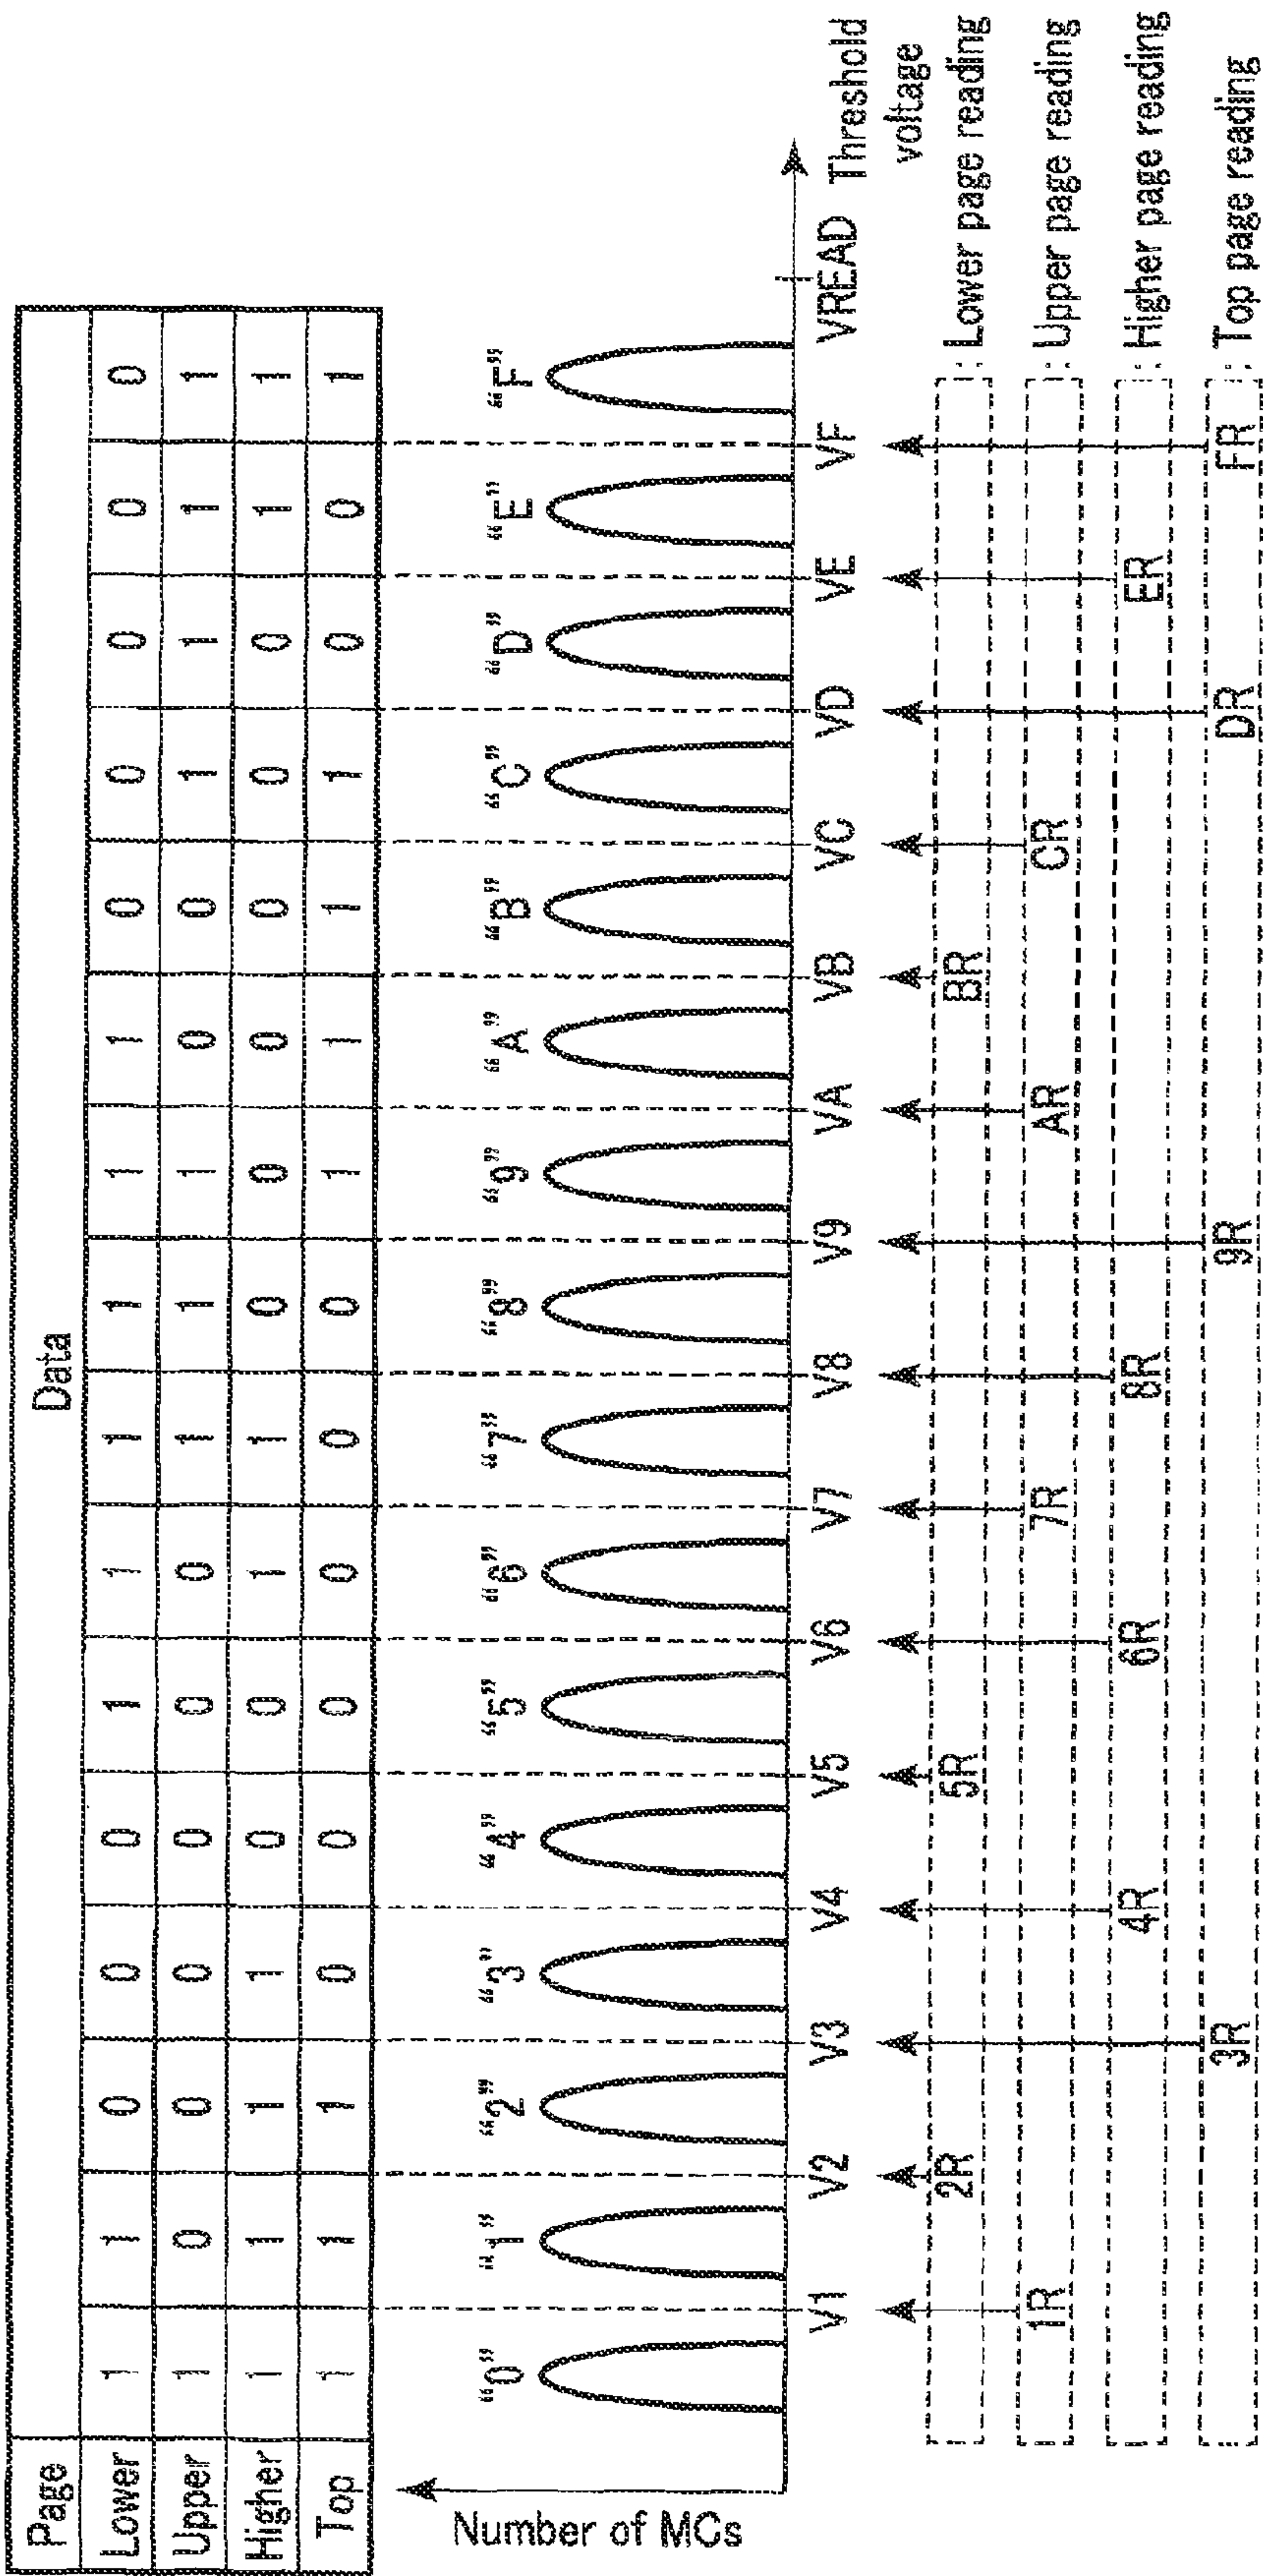 Page Data
Lower 1 1 0 0 0 1 1 1 1 1 1 0 0 0 0 0
Upper 1 0 0 0 0 0 0 1 1 1 0 0 1 1 1 1
Higher 1 1 1 1 0 0 1 1 0 0 0 0 0 0 1 1
Top 1 1 1 0 0 0 0 0 0 1 1 1 1 0 0 1
Number of MCs
“0” “1” “2” “3” “4” “5” “6” “7” “8” “9” “A” “B” “C” “D” “E” “F”
V1 V2 V3 V4 V5 V6 V7 V8 V9 VA VB VC VD VE VF VREAD Threshold
voltage
2R 5R BR : Lower page reading
1R 7R AR CR : Upper page reading
4R 6R 8R ER : Higher page reading
3R 9R DR FR : Top page reading